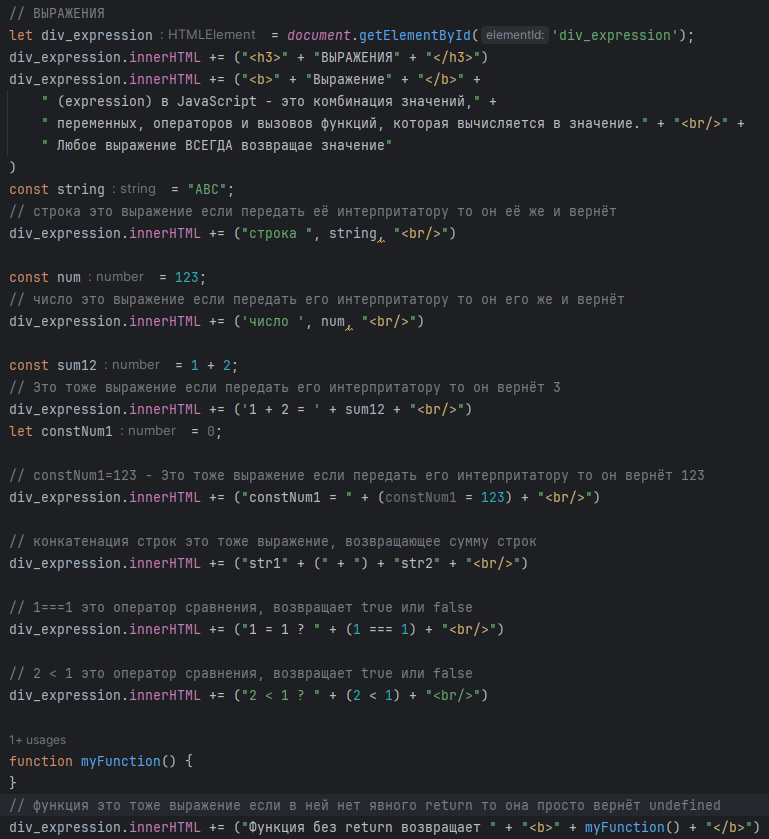 // ВЫРАЖЕНИЯ
let div_expression : HTMLElement = document.getElementById( elementId: 'div_expression');
div_expression.innerHTML += ("<h3>" + "ВЫРАЖЕНИЯ" + "</h3>")
div_expression.innerHTML += ("<b>" + "Выражение" + "</b>" +
    " (expression) в JavaScript - это комбинация значений," +
    " переменных, операторов и вызовов функций, которая вычисляется в значение." + "<br/>" +
    " Любое выражение ВСЕГДА возвращае значение"
)
const string : string = "ABC";
// строка это выражение если передать её интерпритатору то он её же и вернёт
div_expression.innerHTML += ("строка ", string, "<br/>")
const num : number = 123;
// число это выражение если передать его интерпритатору то он его же и вернёт
div_expression.innerHTML += ('число ', num, "<br/>")
const sum12 : number = 1 + 2;
// Это тоже выражение если передать его интерпритатору то он вернёт 3
div_expression.innerHTML += ('1 + 2 = ' + sum12 + "<br/>")
let constNum1 : number = 0;
// constNum1=123 - Это тоже выражение если передать его интерпритатору то он вернёт 123
div_expression.innerHTML += ("constNum1 = " + (constNum1 = 123) + "<br/>")
// конкатенация строк это тоже выражение, возвращающее сумму строк
div_expression.innerHTML += ("str1" + (" + ") + "str2" + "<br/>")
// 1===1 это оператор сравнения, возвращает true или false
div_expression.innerHTML += ("1 = 1 ? " + (1 === 1) + "<br/>")
// 2 < 1 это оператор сравнения, возвращает true или false
div_expression.innerHTML += ("2 < 1 ? " + (2 < 1) + "<br/>")
1+ usages
function myFunction() {
}
// функция это тоже выражение если в ней нет явного return то она просто вернёт undefined
div_expression.innerHTML += ("Функция без return возвращает " + "<b>" + myFunction() + "</b>")